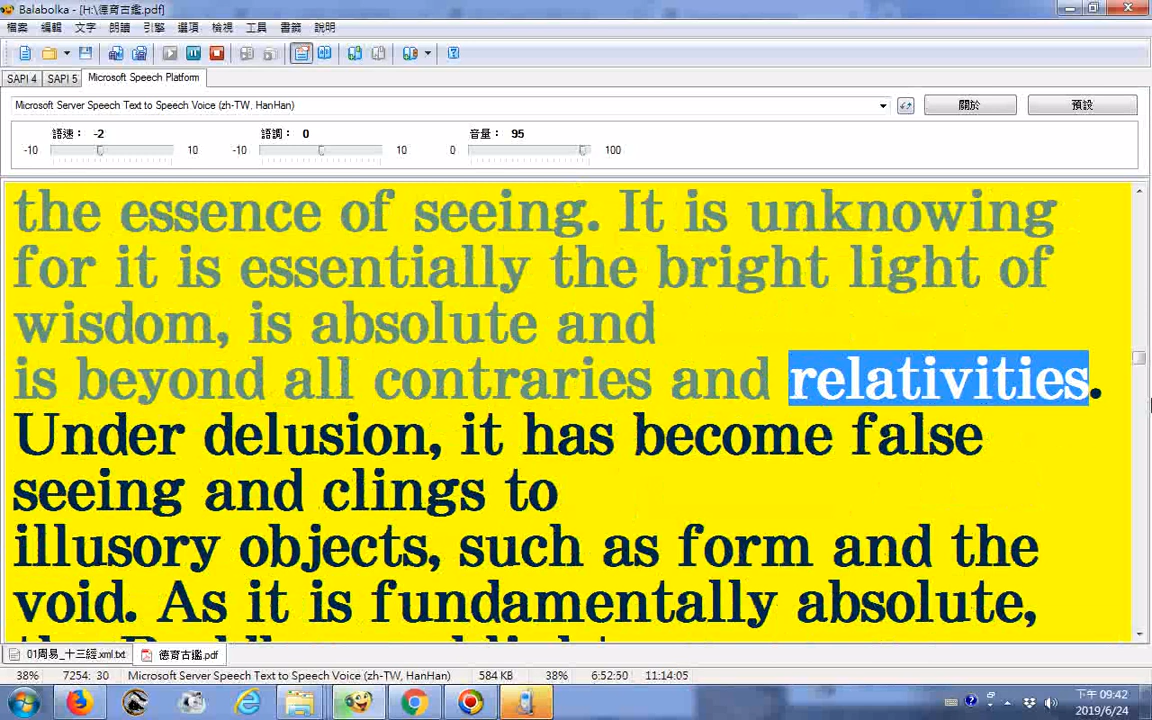 Balabolka - [H:\德育古鑑.pdf]
檔案 編輯 文字 朗讀 引擎 選項 檢視 工具 書籤 說明
SAPI 4 SAPI 5 Microsoft Speech Platform
Microsoft Server Speech Text to Speech Voice (zh-TW, HanHan) 關於 預設
語速： -2 語調： 0 音量： 95
-10 10 -10 10 0 100
the essence of seeing. It is unknowing
for it is essentially the bright light of
wisdom, is absolute and
is beyond all contraries and relativities.
Under delusion, it has become false
seeing and clings to
illusory objects, such as form and the
void. As it is fundamentally absolute,
01周易_十三經.xml.txt 德育古鑑.pdf
38% 7254: 30 Microsoft Server Speech Text to Speech Voice (zh-TW, HanHan) 584 KB 38% 6:52:50 11:14:05
下午 09:42
2019/6/24